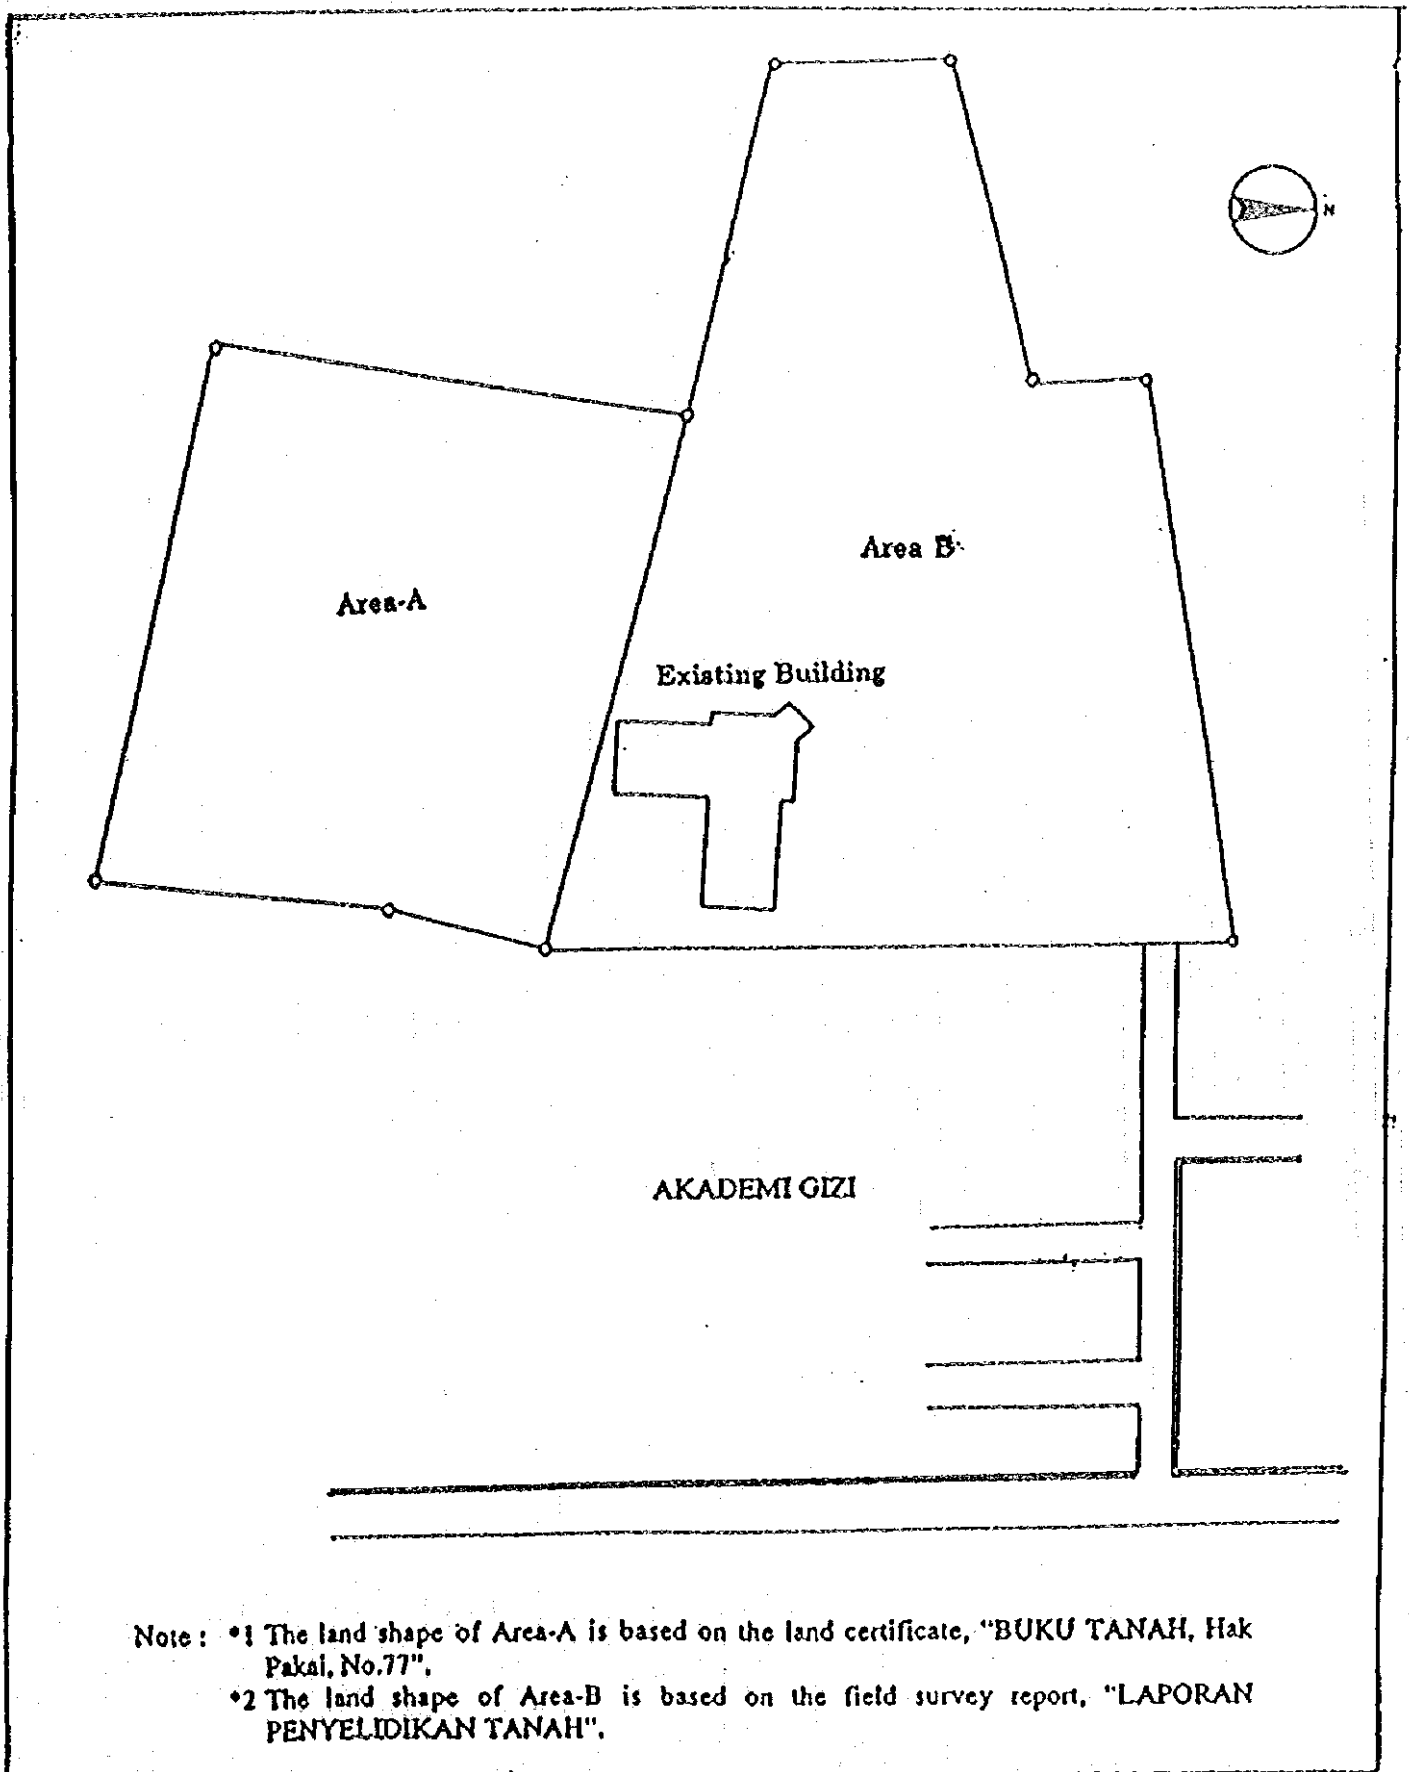 N
Area B
Area-A
Existing Building
AKADEMI GIZI
Note : *1 The land shape of Area-A is based on the land certificate, "BUKU TANAH, Hak
Pakai, No.77".
*2 The land shape of Area-B is based on the field survey report, "LAPORAN
PENYELIDIKAN TANAH".